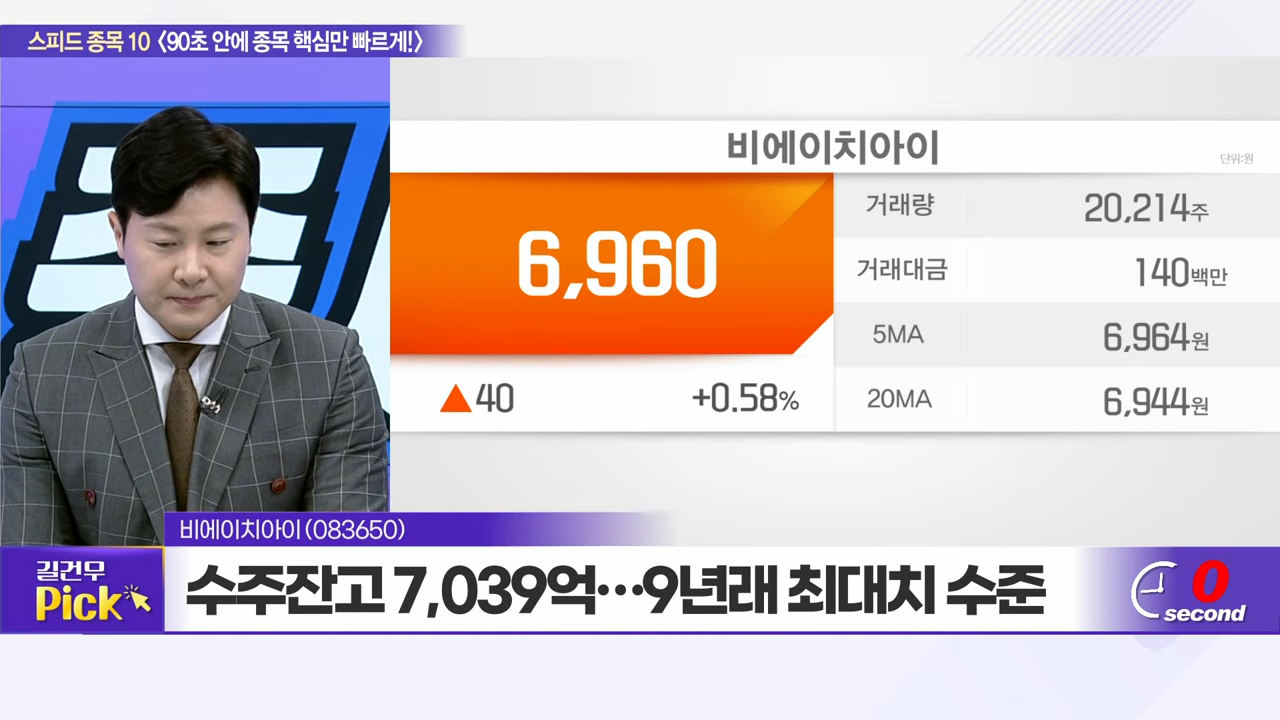 스피드 종목 10 〈90초 안에 종목 핵심만 빠르게!〉
비에이치아이
단위:원
6,960
▲40 +0.58%
거래량 20,214주
거래대금 140백만
5MA 6,964원
20MA 6,944원
비에이치아이 (083650)
길건무
Pick
수주잔고 7,039억…9년래 최대치 수준
0
second